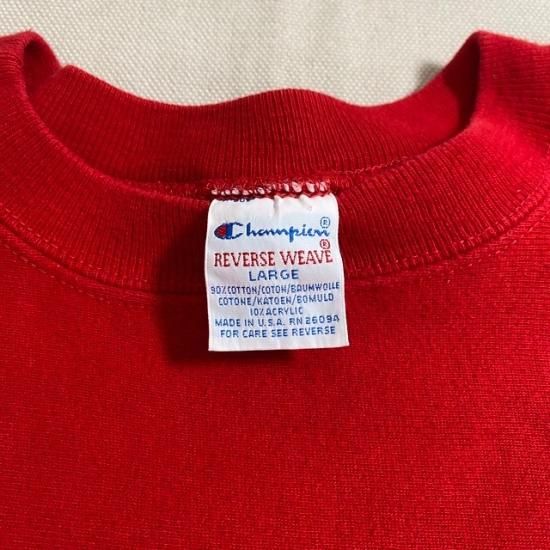 Champion®
REVERSE WEAVE®
LARGE
90% COTTON/COTON/BAUMWOLLE
COTONE/KATOEN/BOMULD
10% ACRYLIC
MADE IN U.S.A. RN 26094
FOR CARE SEE REVERSE